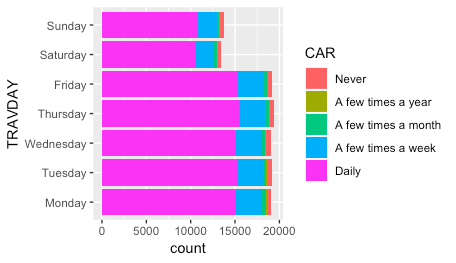 TRAVDAY
Sunday
Saturday
Friday
Thursday
Wednesday
Tuesday
Monday
0 5000 10000 15000 20000
count
CAR
Never
A few times a year
A few times a month
A few times a week
Daily